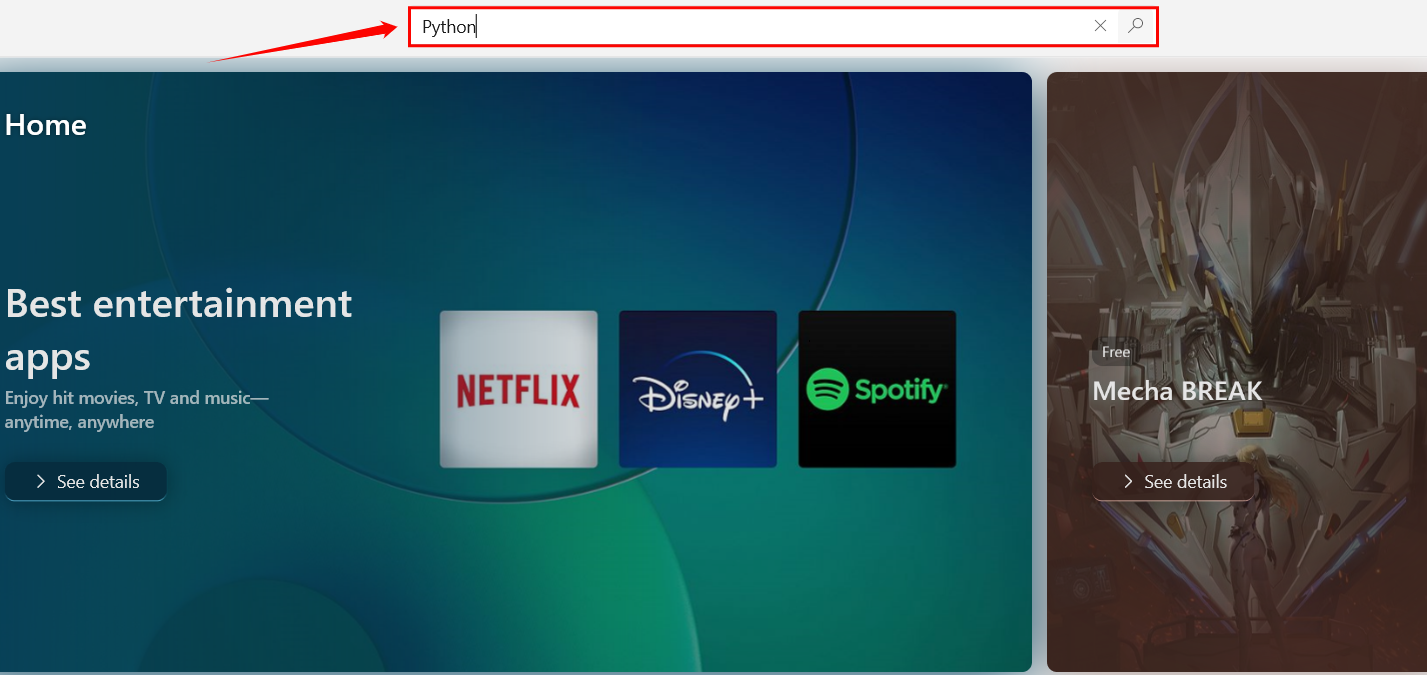 Python
Home
Best entertainment
apps
Enjoy hit movies, TV and music—
anytime, anywhere
See details
NETFLIX
Disney+
Spotify
Free
Mecha BREAK
See details